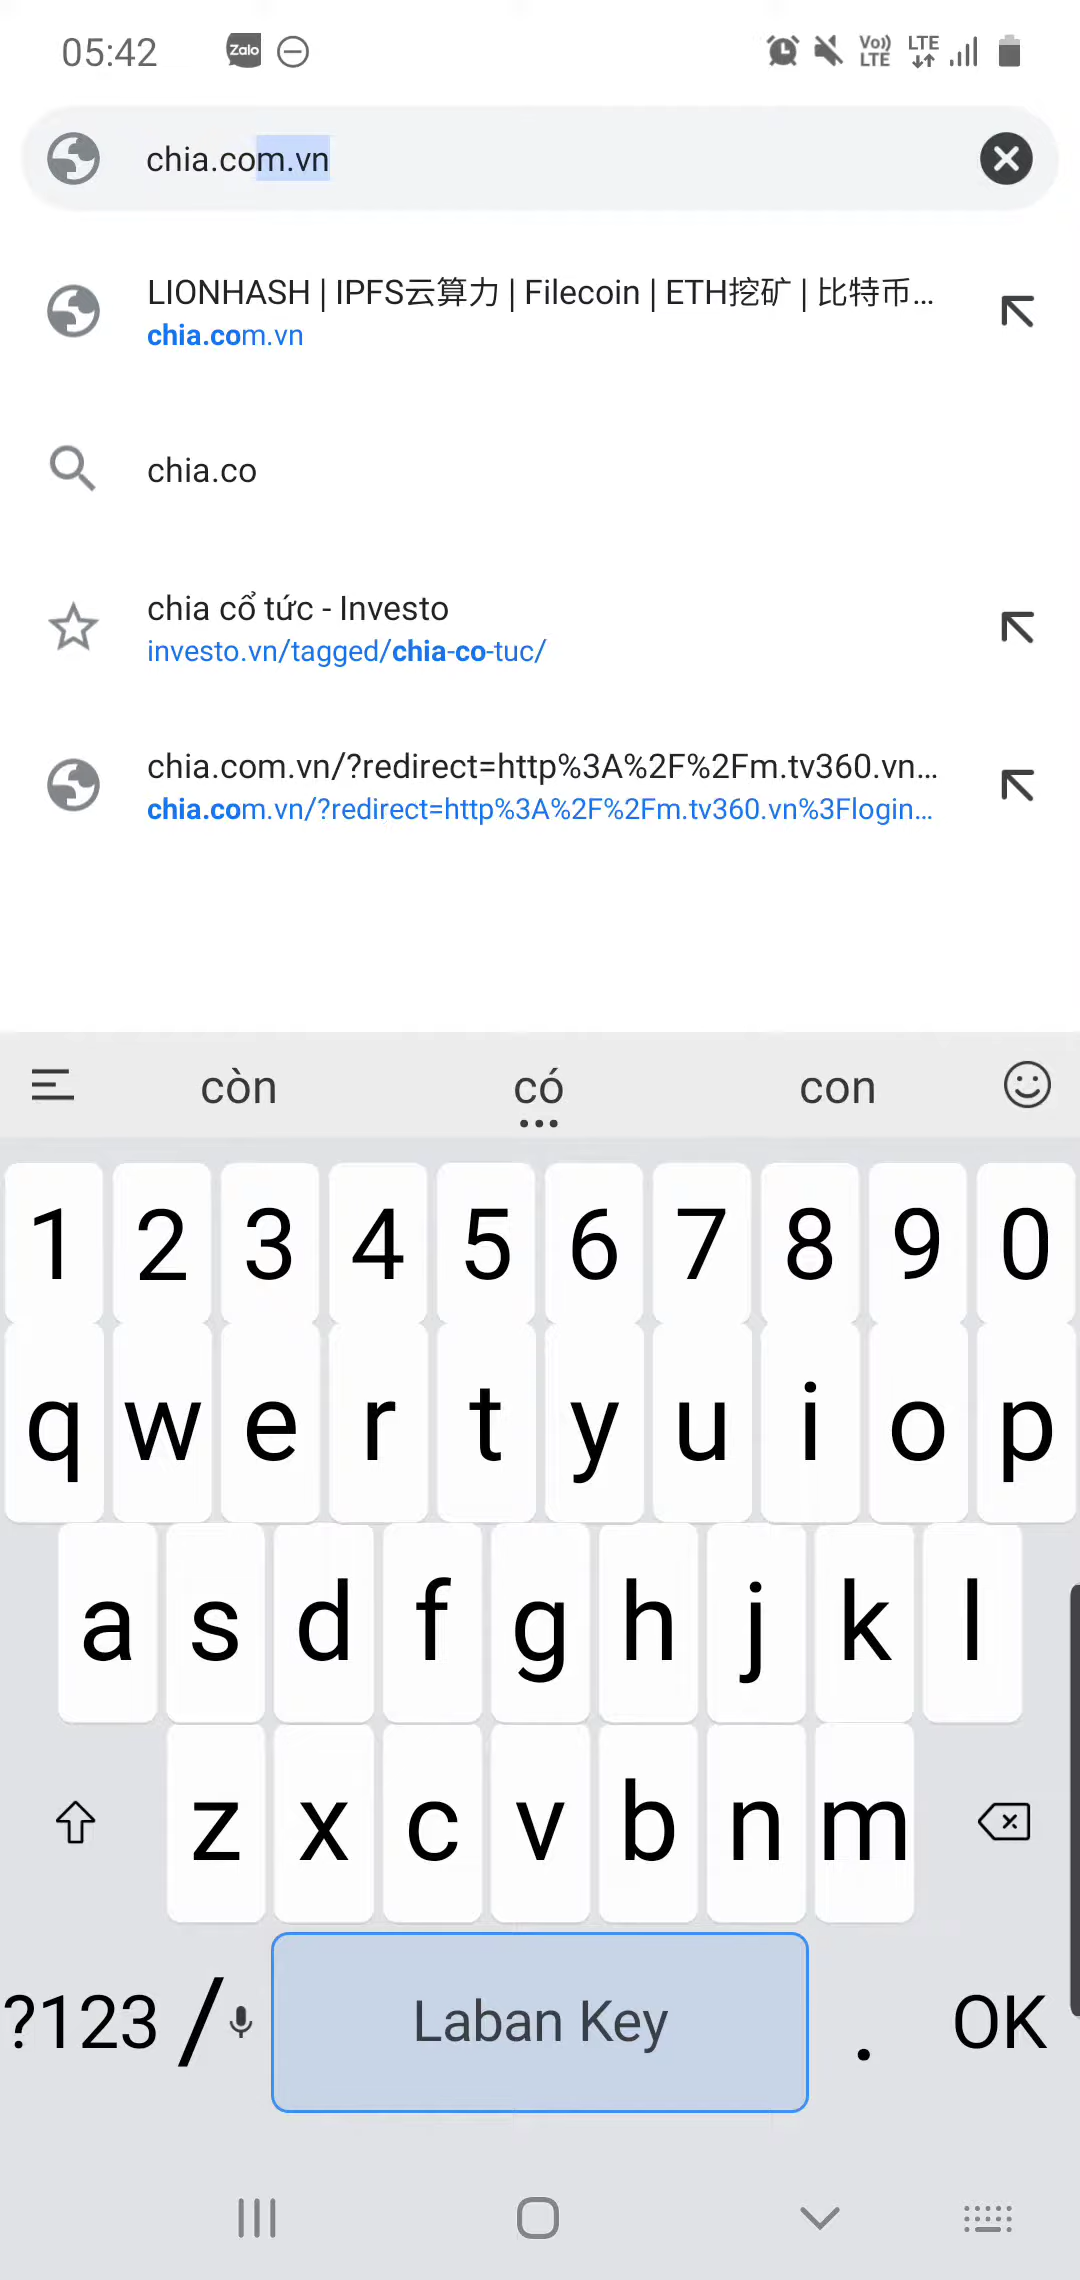 05:42 Zalo Vo)) LTE LTE
chia.com.vn
LIONHASH | IPFS云算力 | Filecoin | ETH挖矿 | 比特币...
chia.com.vn
chia.co
chia cổ tức - Investo
investo.vn/tagged/chia-co-tuc/
chia.com.vn/?redirect=http%3A%2F%2Fm.tv360.vn...
chia.com.vn/?redirect=http%3A%2F%2Fm.tv360.vn%3Flogin...
còn có con
1 2 3 4 5 6 7 8 9 0
q w e r t y u i o p
a s d f g h j k l
z x c v b n m
?123 / Laban Key . OK